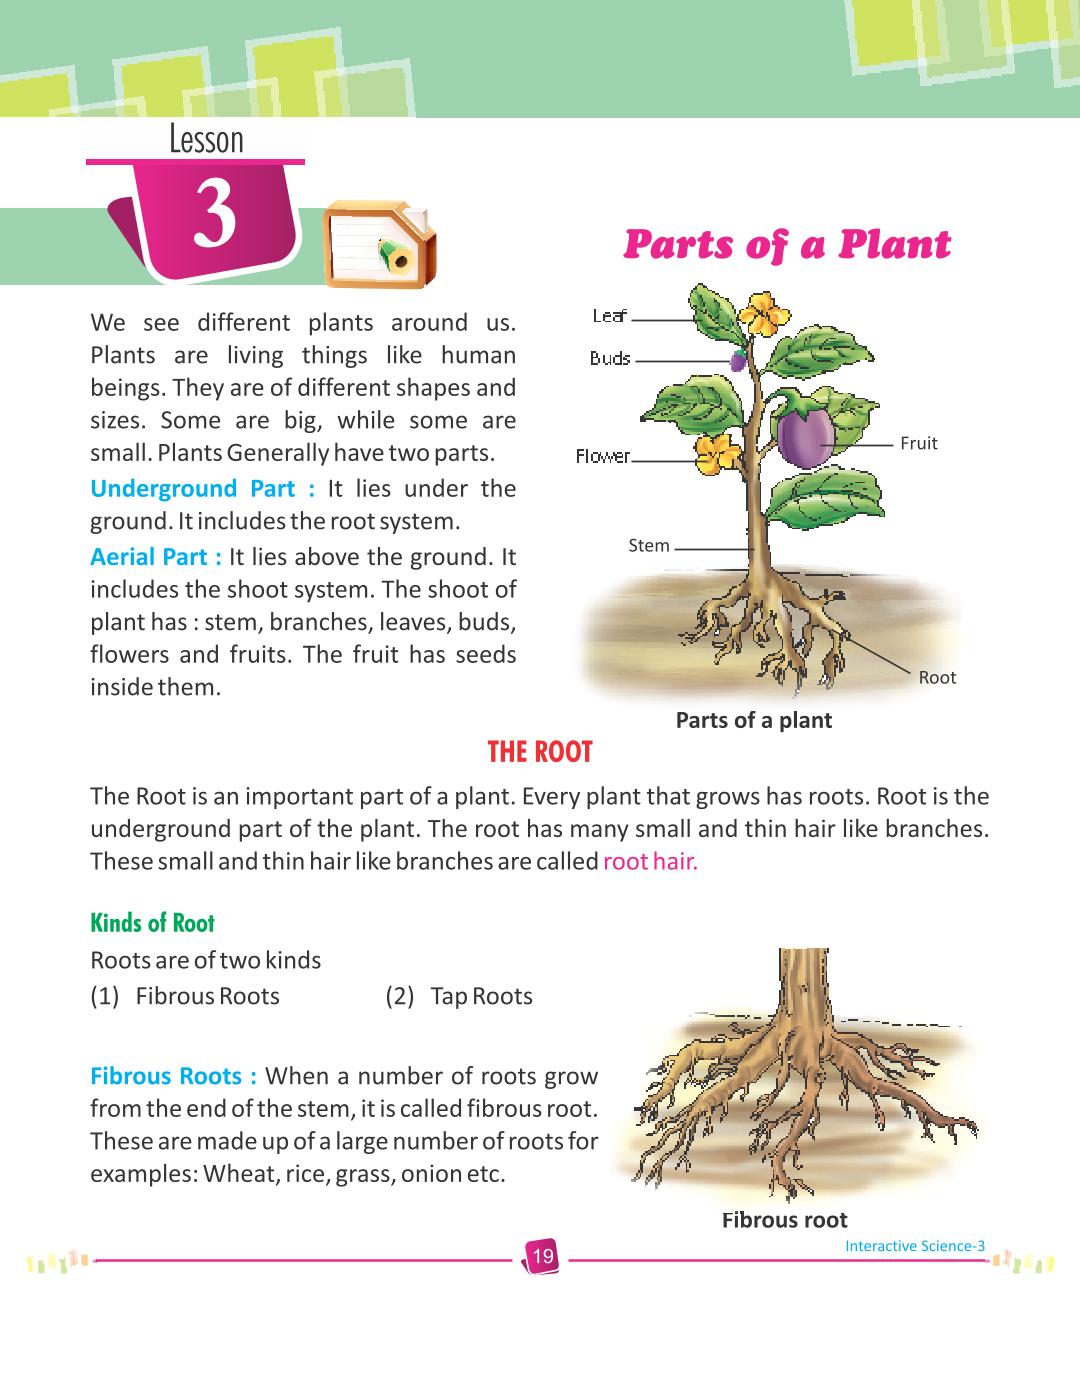 Lesson
3
Parts of a Plant
We see different plants around us.
Plants are living things like human
beings. They are of different shapes and
sizes. Some are big, while some are
small. Plants Generally have two parts.
Underground Part : It lies under the
ground. It includes the root system.
Aerial Part : It lies above the ground. It
includes the shoot system. The shoot of
plant has : stem, branches, leaves, buds,
flowers and fruits. The fruit has seeds
inside them.
Leaf
Buds
Flower
Fruit
Stem
Root
Parts of a plant
THE ROOT
The Root is an important part of a plant. Every plant that grows has roots. Root is the
underground part of the plant. The root has many small and thin hair like branches.
These small and thin hair like branches are called root hair.
Kinds of Root
Roots are of two kinds
(1) Fibrous Roots (2) Tap Roots
Fibrous Roots : When a number of roots grow
from the end of the stem, it is called fibrous root.
These are made up of a large number of roots for
examples: Wheat, rice, grass, onion etc.
Fibrous root
Interactive Science-3
19